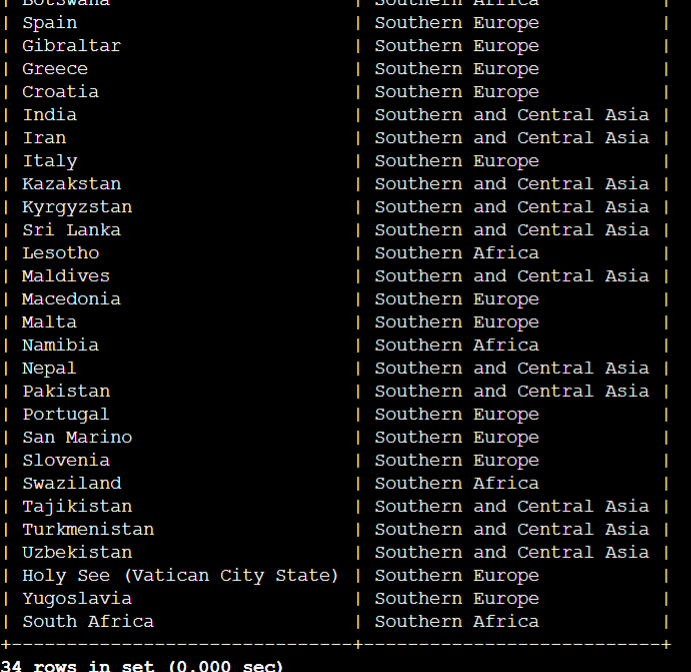 | Botswana | Southern Africa |
| Spain | Southern Europe |
| Gibraltar | Southern Europe |
| Greece | Southern Europe |
| Croatia | Southern Europe |
| India | Southern and Central Asia |
| Iran | Southern and Central Asia |
| Italy | Southern Europe |
| Kazakstan | Southern and Central Asia |
| Kyrgyzstan | Southern and Central Asia |
| Sri Lanka | Southern and Central Asia |
| Lesotho | Southern Africa |
| Maldives | Southern and Central Asia |
| Macedonia | Southern Europe |
| Malta | Southern Europe |
| Namibia | Southern Africa |
| Nepal | Southern and Central Asia |
| Pakistan | Southern and Central Asia |
| Portugal | Southern Europe |
| San Marino | Southern Europe |
| Slovenia | Southern Europe |
| Swaziland | Southern Africa |
| Tajikistan | Southern and Central Asia |
| Turkmenistan | Southern and Central Asia |
| Uzbekistan | Southern and Central Asia |
| Holy See (Vatican City State) | Southern Europe |
| Yugoslavia | Southern Europe |
| South Africa | Southern Africa |
+-------------------------------+---------------------------+
34 rows in set (0.000 sec)